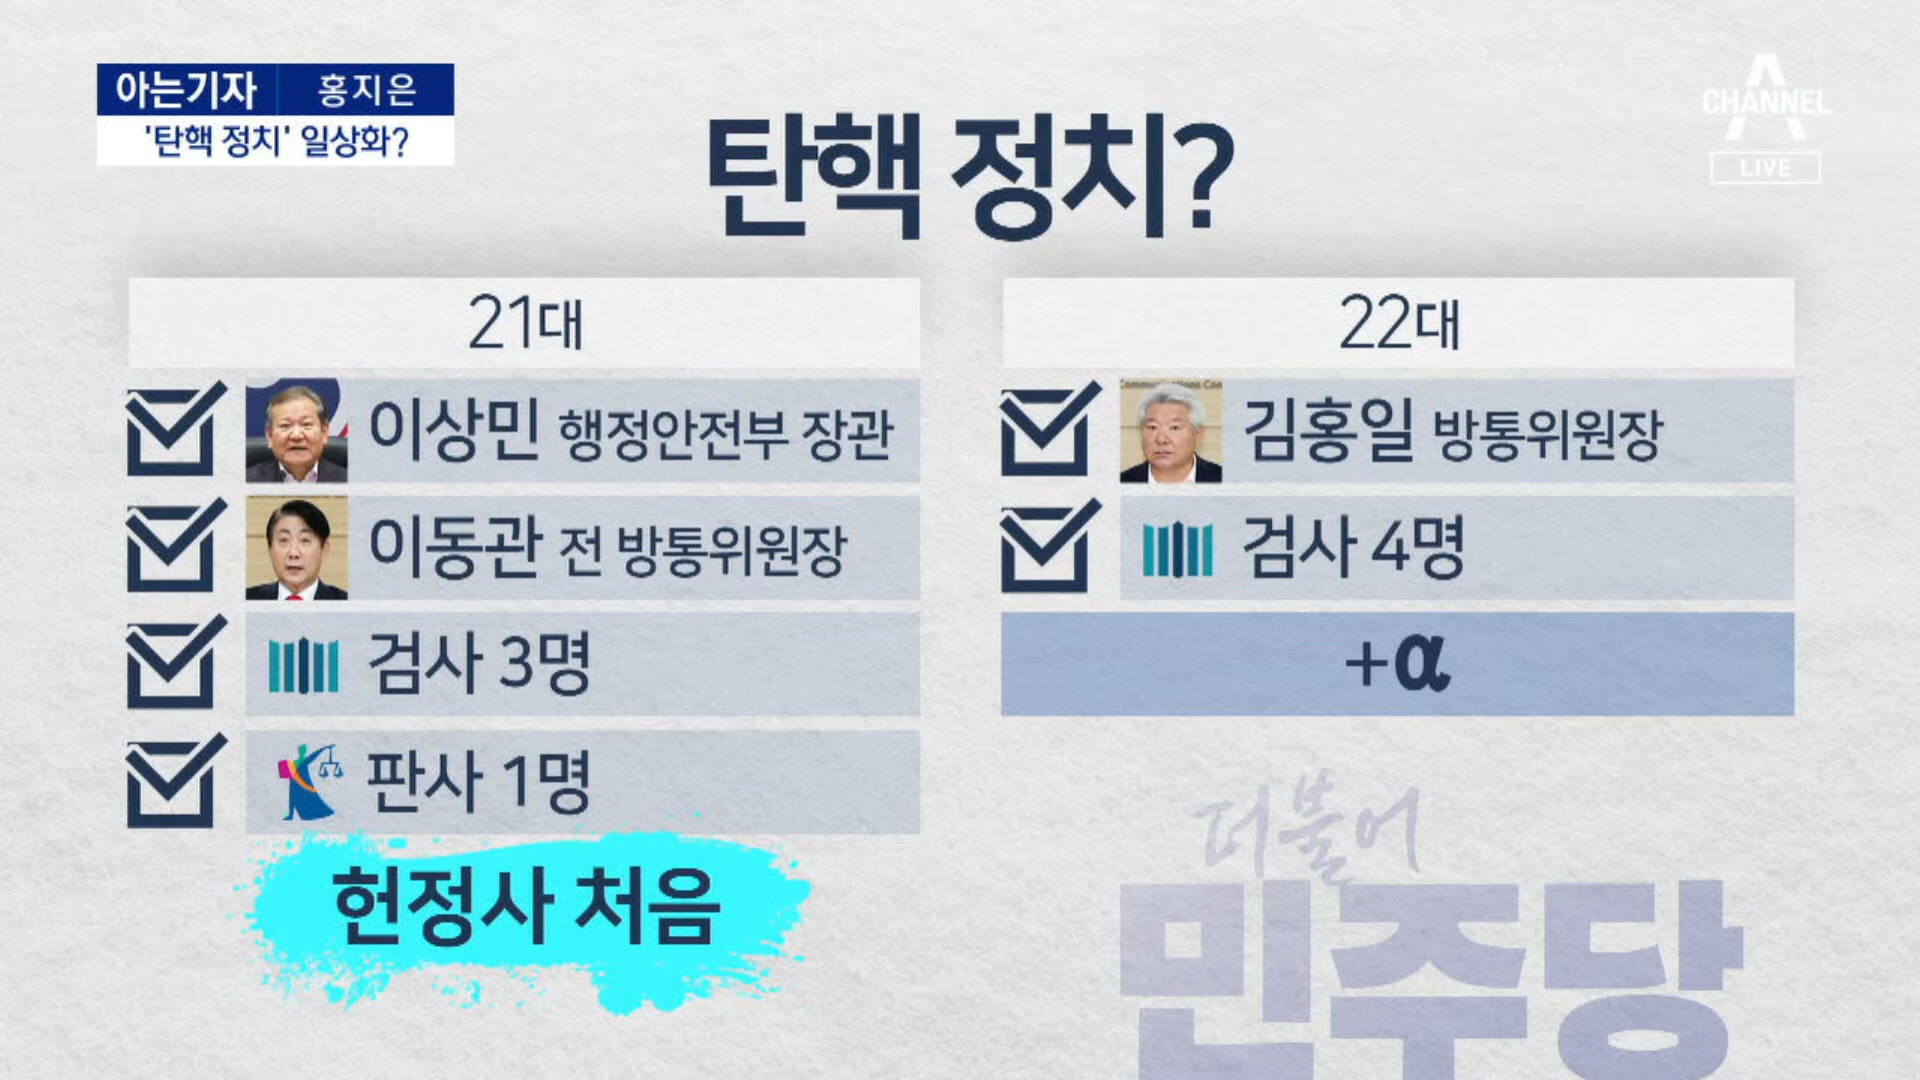 아는기자 홍지은
'탄핵 정치' 일상화?
CHANNEL A
LIVE
탄핵 정치?
21대
이상민 행정안전부 장관
이동관 전 방통위원장
검사 3명
판사 1명
헌정사 처음
22대
김홍일 방통위원장
검사 4명
+α
더불어
민주당